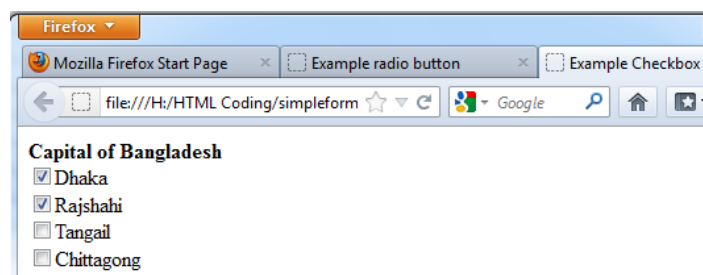 Firefox
Mozilla Firefox Start Page Example radio button Example Checkbox
file:///H:/HTML Coding/simpleform Google
Capital of Bangladesh
Dhaka
Rajshahi
Tangail
Chittagong